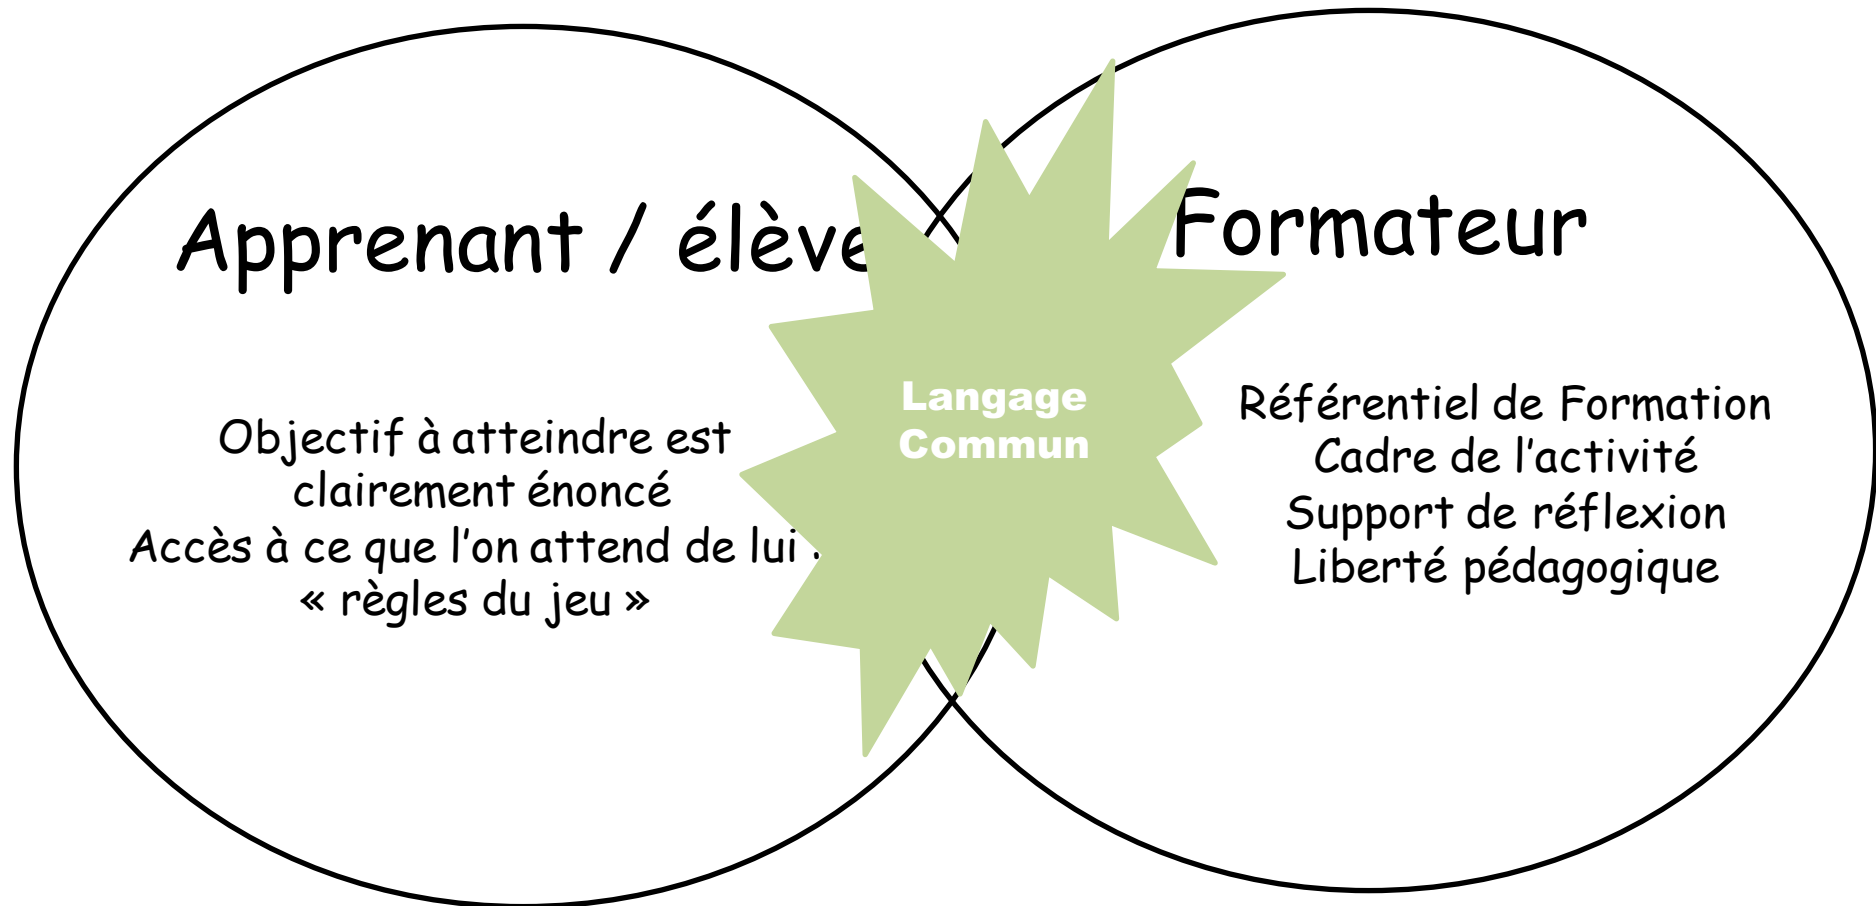 Apprenant / élève
Objectif à atteindre est
clairement énoncé
Accès à ce que l’on attend de lui :
« règles du jeu »
Langage
Commun
Formateur
Référentiel de Formation
Cadre de l’activité
Support de réflexion
Liberté pédagogique